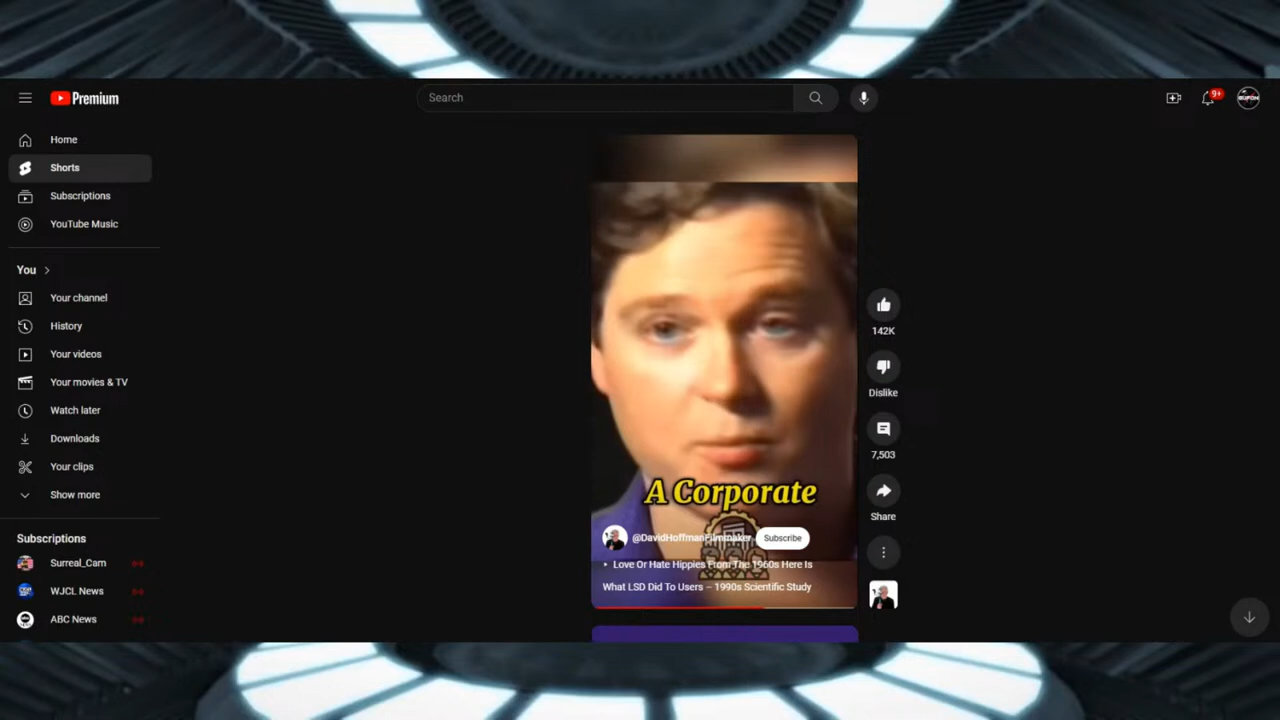 Premium
Search
9+
Home
Shorts
Subscriptions
YouTube Music
You
Your channel
History
Your videos
Your movies & TV
Watch later
Downloads
Your clips
Show more
Subscriptions
Surreal_Cam
WJCL News
ABC News
A Corporate
@DavidHoffmanFilmmaker
Subscribe
Love Or Hate Hippies From The 1960s Here Is
What LSD Did To Users – 1990s Scientific Study
142K
Dislike
7,503
Share